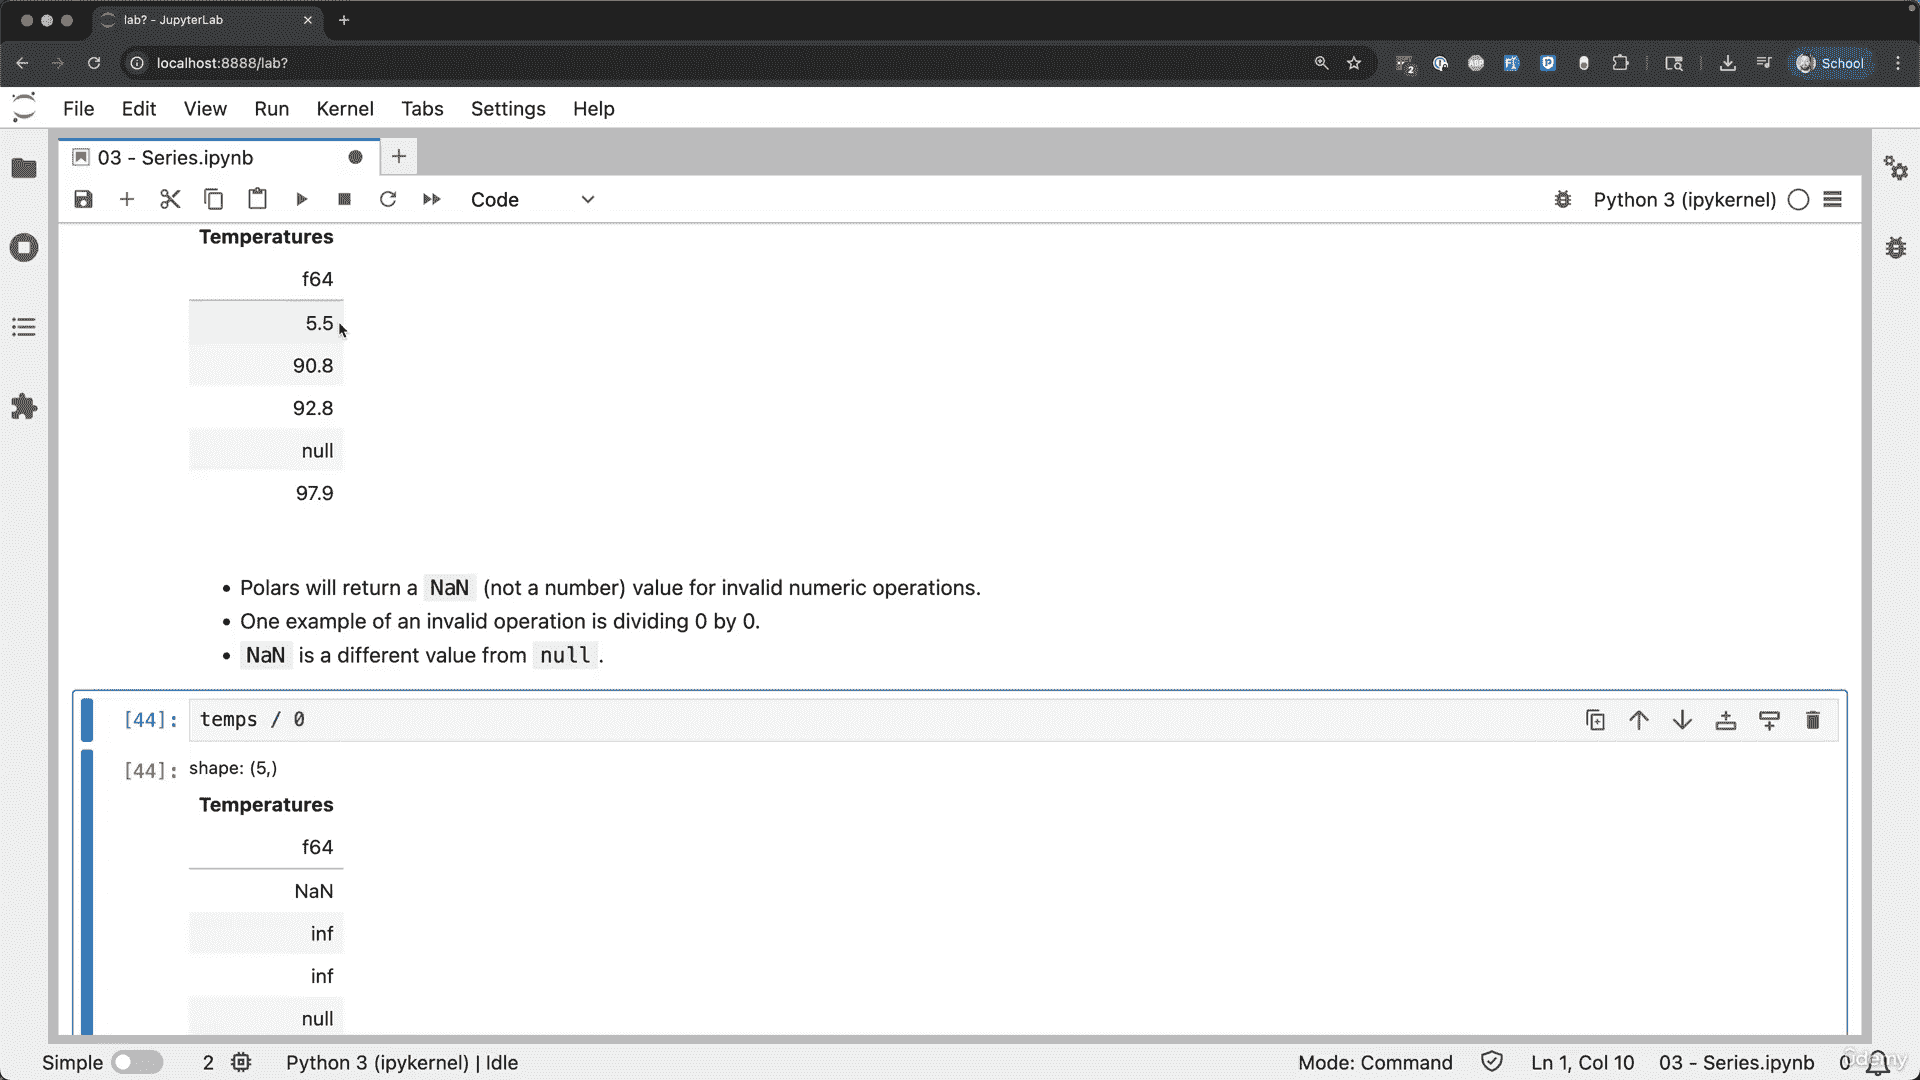 lab? - JupyterLab
localhost:8888/lab?
2
ABP
School
File Edit View Run Kernel Tabs Settings Help
03 - Series.ipynb
Code
Python 3 (ipykernel)
Temperatures
f64
5.5
90.8
92.8
null
97.9
• Polars will return a NaN (not a number) value for invalid numeric operations.
• One example of an invalid operation is dividing 0 by 0.
• NaN is a different value from null.
[44]: temps / 0
[44]: shape: (5,)
Temperatures
f64
NaN
inf
inf
null
Simple 2 Python 3 (ipykernel) | Idle Mode: Command Ln 1, Col 10 03 - Series.ipynb 0
Udemy